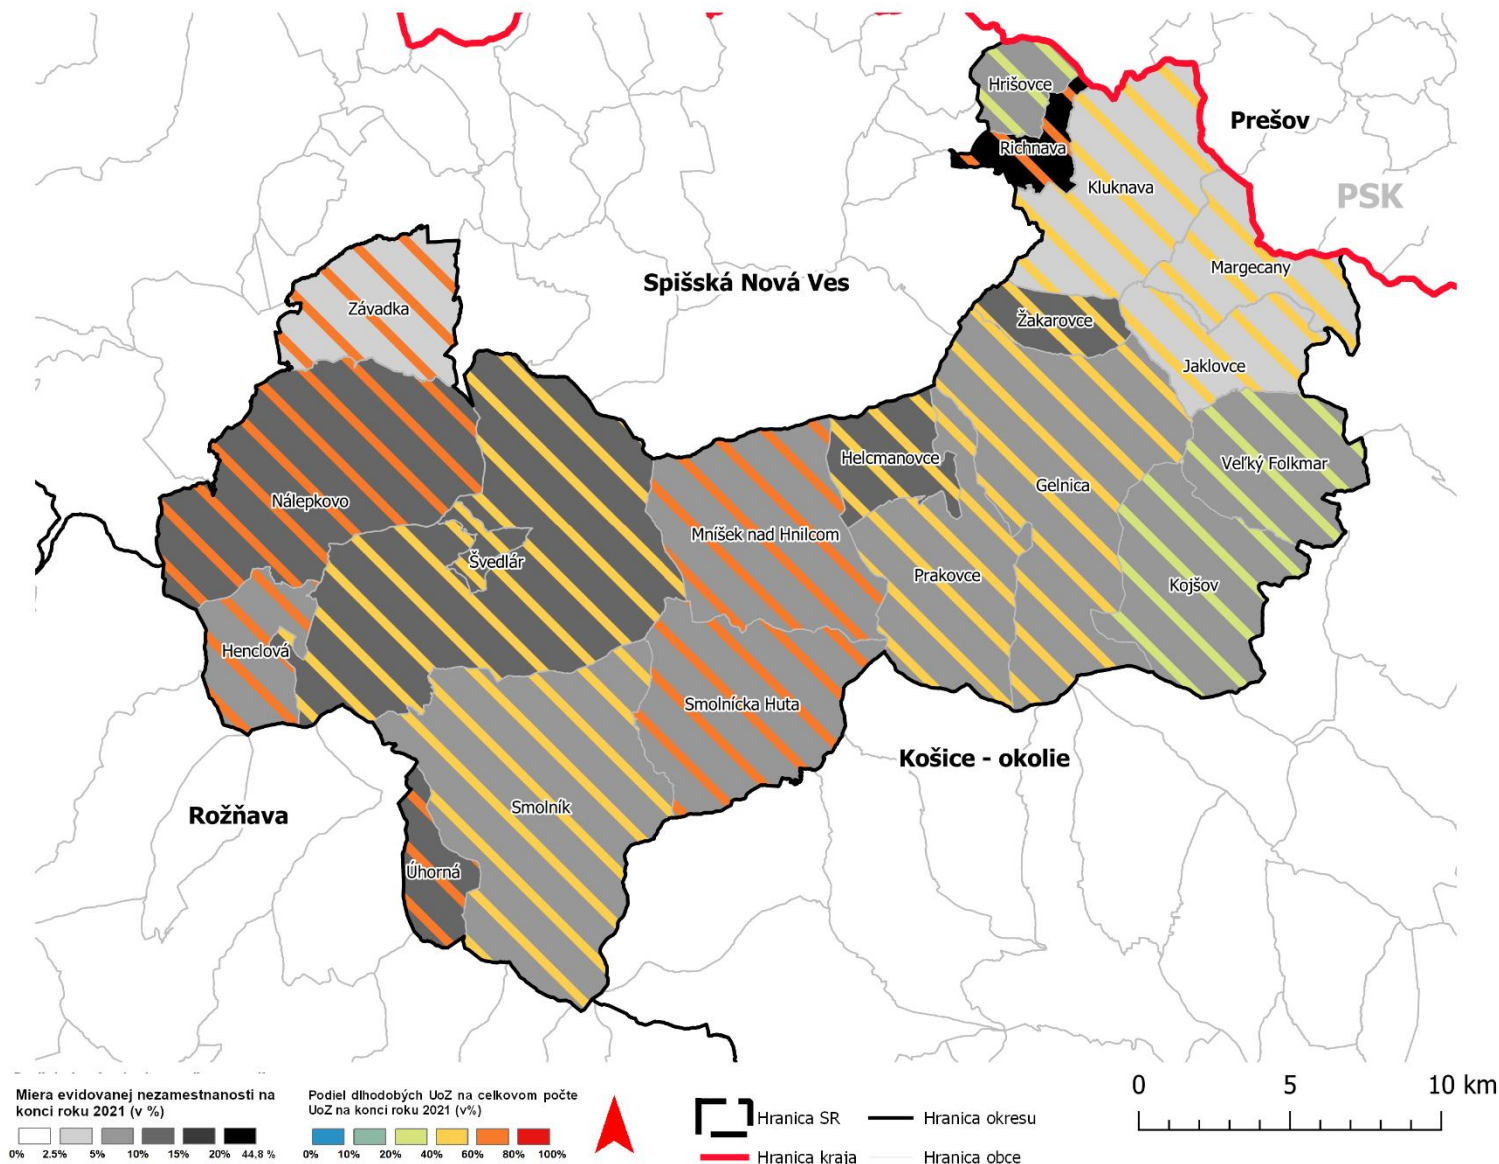 Hrišovce
Prešov
Richnava
Kluknava
PSK
Margecany
Spišská Nová Ves
Závadka
Žakarovce
Jaklovce
Helcmanovce
Veľký Folkmar
Gelnica
Nálepkovo
Mníšek nad Hnilcom
Švedlár
Prakovce
Kojšov
Henclová
Smolnícka Huta
Košice - okolie
Smolník
Rožňava
Úhorná
Miera evidovanej nezamestnanosti na
konci roku 2021 (v %)
0% 2.5% 5% 10% 15% 20% 44,8 %
Podiel dlhodobých UoZ na celkovom počte
UoZ na konci roku 2021 (v%)
0% 10% 20% 40% 60% 80% 100%
Hranica SR
Hranica okresu
Hranica kraja
Hranica obce
0 5 10 km